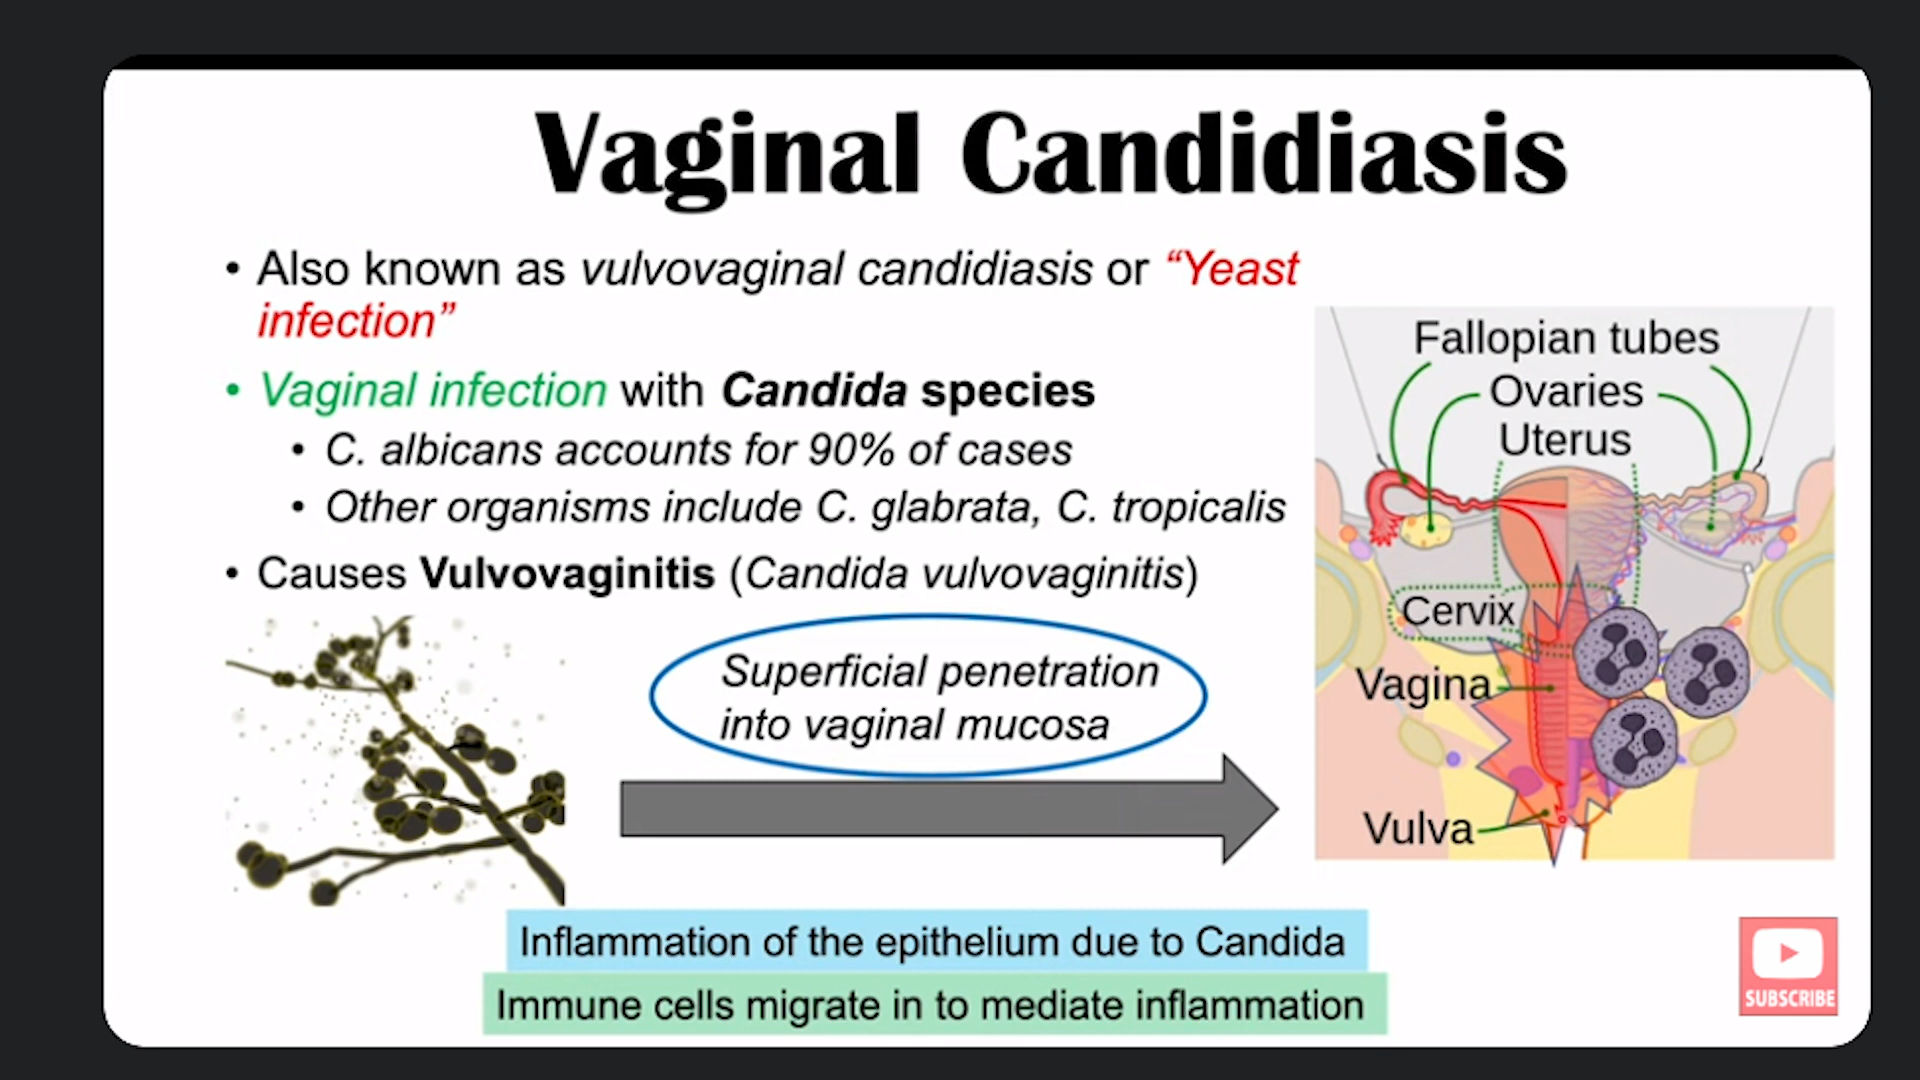 Vaginal Candidiasis
• Also known as vulvovaginal candidiasis or “Yeast
infection”
• Vaginal infection with Candida species
• C. albicans accounts for 90% of cases
• Other organisms include C. glabrata, C. tropicalis
• Causes Vulvovaginitis (Candida vulvovaginitis)
Superficial penetration
into vaginal mucosa
Fallopian tubes
Ovaries
Uterus
Cervix
Vagina
Vulva
Inflammation of the epithelium due to Candida
Immune cells migrate in to mediate inflammation
SUBSCRIBE